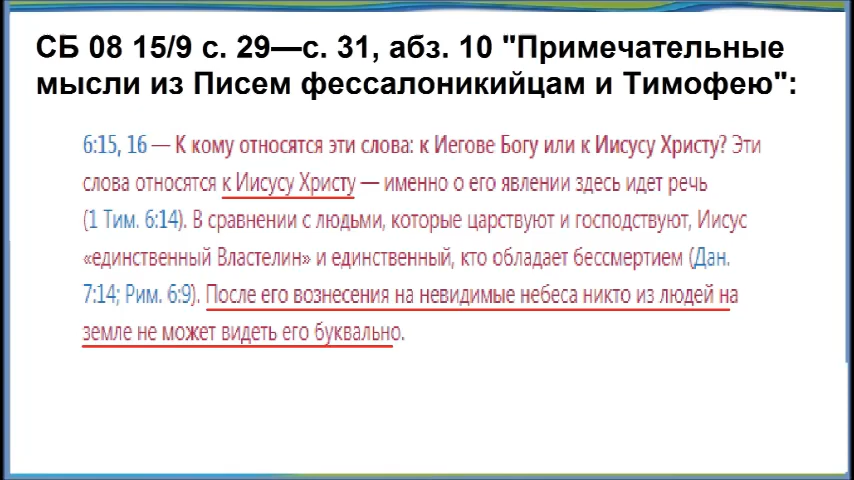 СБ 08 15/9 с. 29—с. 31, абз. 10 "Примечательные
мысли из Писем фессалоникийцам и Тимофею":
6:15, 16 — К кому относятся эти слова: к Иегове Богу или к Иисусу Христу? Эти
слова относятся к Иисусу Христу — именно о его явлении здесь идет речь
(1 Тим. 6:14). В сравнении с людьми, которые царствуют и господствуют, Иисус
«единственный Властелин» и единственный, кто обладает бессмертием (Дан.
7:14; Рим. 6:9). После его вознесения на невидимые небеса никто из людей на
земле не может видеть его буквально.